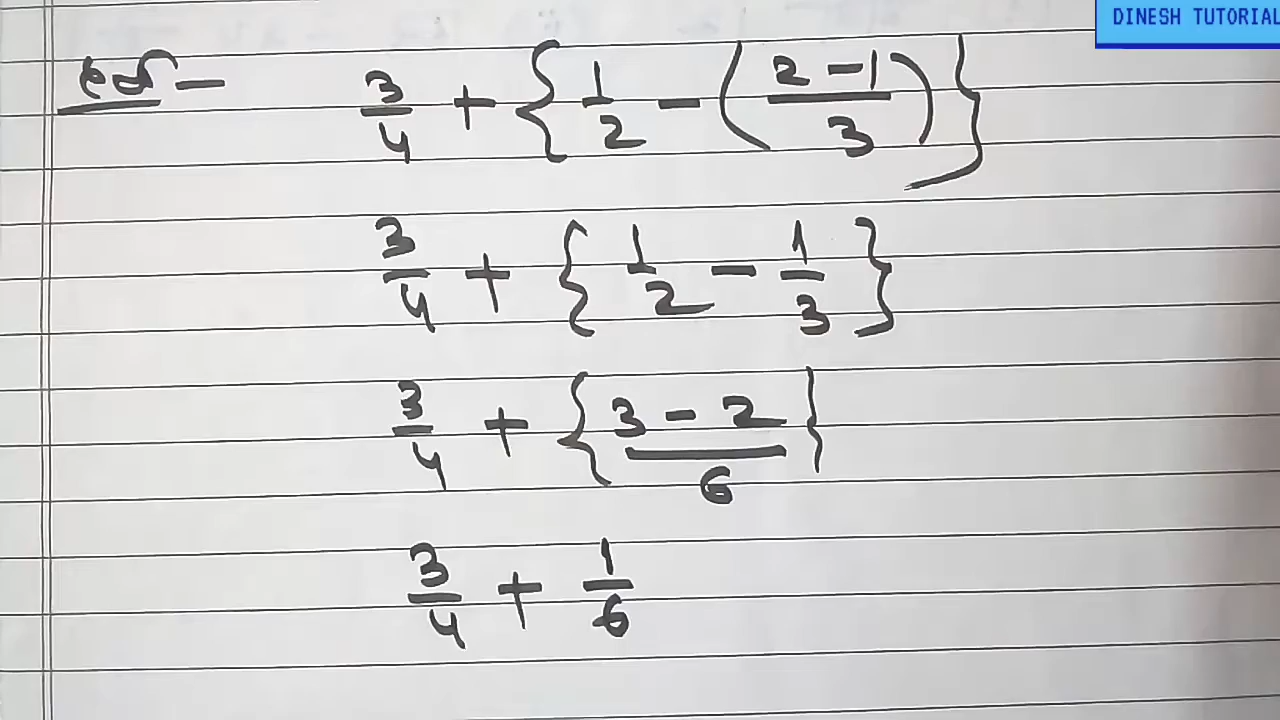 DINESH TUTORIAL
हल - 3/4 + {1/2 - ((2-1)/3)}
3/4 + {1/2 - 1/3}
3/4 + {(3-2)/6}
3/4 + 1/6